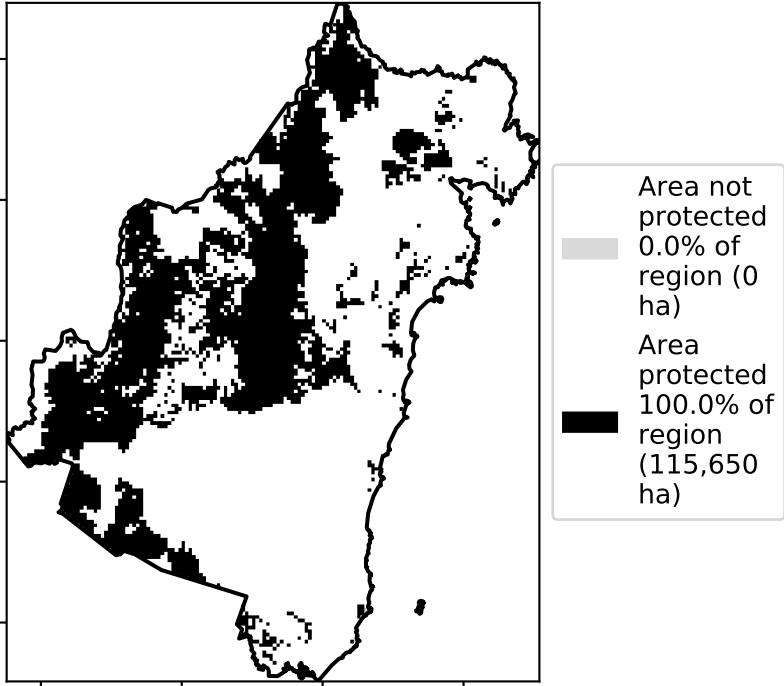 Area not
protected
0.0% of
region (0
ha)
Area
protected
100.0% of
region
(115,650
ha)